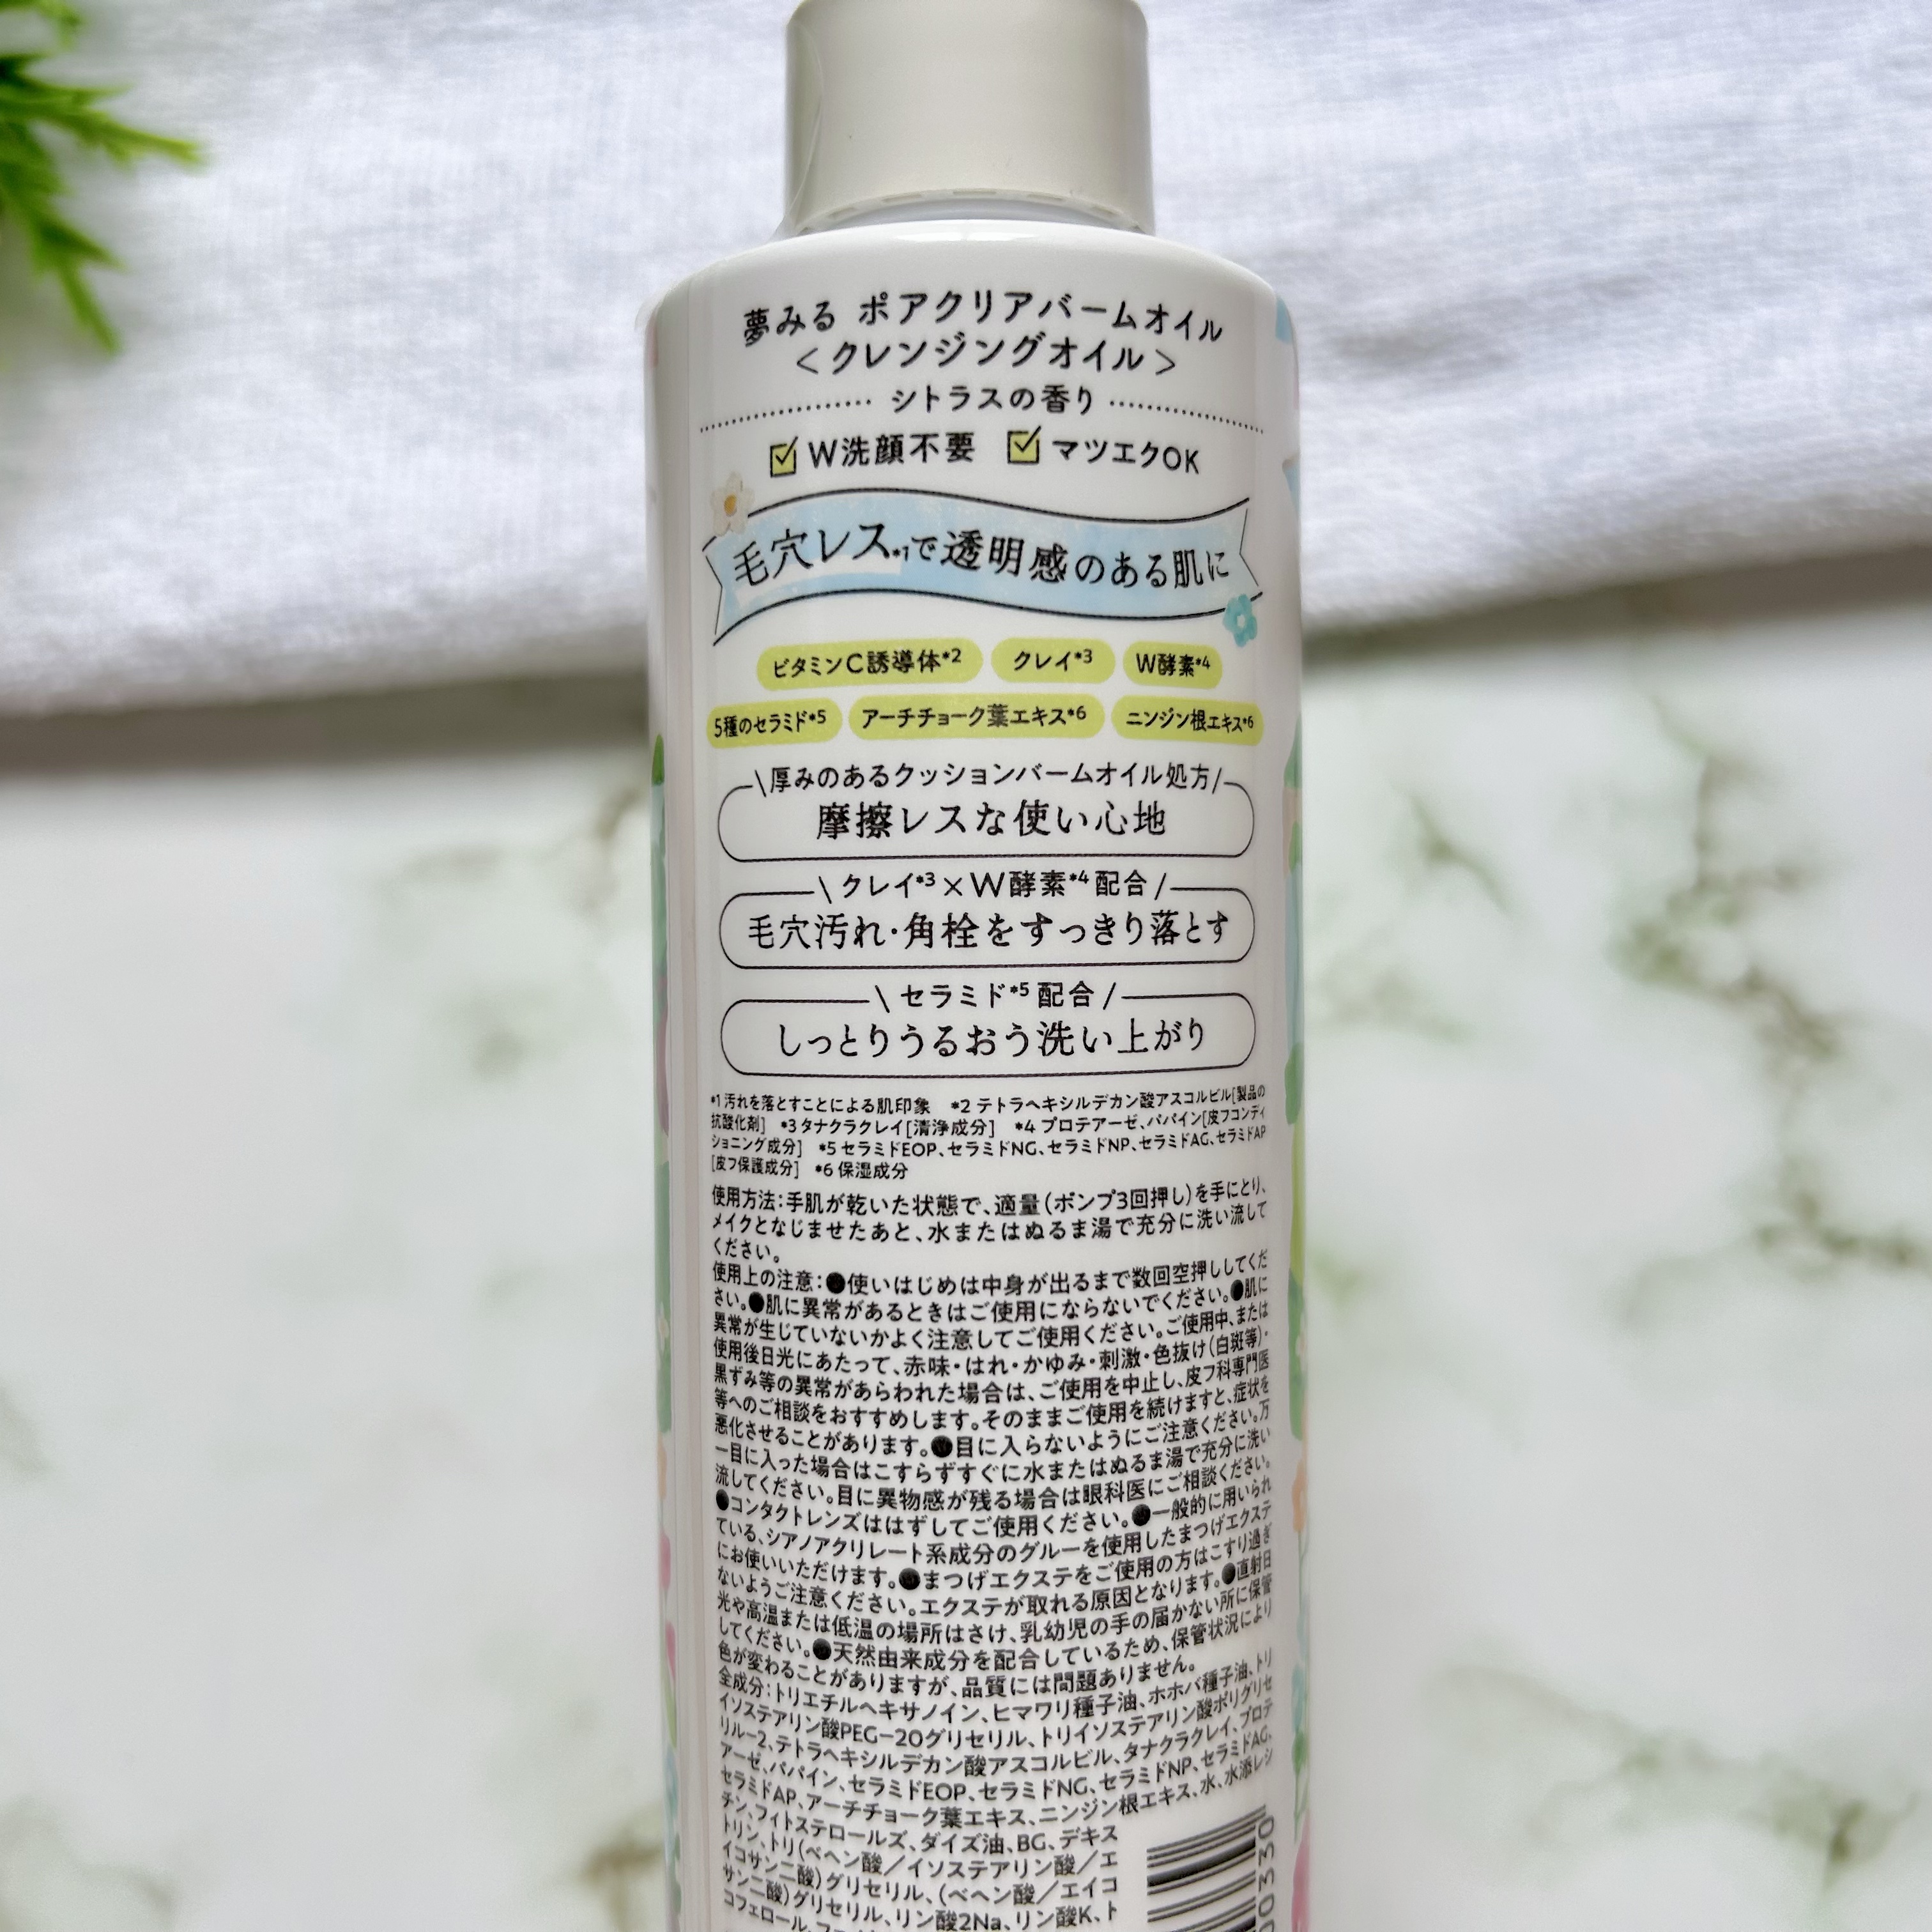 夢みる ポアクリアバームオイル
＜クレンジングオイル＞
シトラスの香り
W洗顔不要 マツエクOK
毛穴レス*1で透明感のある肌に
ビタミンC誘導体*2 クレイ*3 W酵素*4
5種のセラミド*5 アーチチョーク葉エキス*6 ニンジン根エキス*6
\厚みのあるクッションバームオイル処方/
摩擦レスな使い心地
\クレイ*3×W酵素*4配合/
毛穴汚れ・角栓をすっきり落とす
\セラミド*5配合/
しっとりうるおう洗い上がり
*1 汚れを落とすことによる肌印象 *2 テトラヘキシルデカン酸アスコルビル[製品の
抗酸化剤] *3 タナクラクレイ[清浄成分] *4 プロテアーゼ、パパイン[皮フコンディ
ショニング成分] *5 セラミドEOP、セラミドNG、セラミドNP、セラミドAG、セラミドAP
[皮フ保護成分] *6 保湿成分
使用方法：手肌が乾いた状態で、適量（ポンプ3回押し）を手にとり、
メイクとなじませたあと、水またはぬるま湯で充分に洗い流して
ください。
使用上の注意：●使いはじめは中身が出るまで数回空押ししてくだ
さい。●肌に異常があるときはご使用にならないでください。●肌に
異常が生じていないかよく注意してご使用ください。ご使用中、または
使用後日光にあたって、赤味・はれ・かゆみ・刺激・色抜け（白斑等）・
黒ずみ等の異常があらわれた場合は、ご使用を中止し、皮フ科専門医
等へのご相談をおすすめします。そのままご使用を続けますと、症状を
悪化させることがあります。●目に入らないようにご注意ください。万
一目に入った場合はこすらずすぐに水またはぬるま湯で充分に洗い
流してください。目に異物感が残る場合は眼科医にご相談ください。
●コンタクトレンズははずしてご使用ください。●一般的に用いられ
ている、シアノアクリレート系成分のグルーを使用したまつげエクステ
にお使いいただけます。●まつげエクステをご使用の方はこすり過ぎ
ないようご注意ください。エクステが取れる原因となります。●直射日
光や高温または低温の場所はさけ、乳幼児の手の届かない所に保管
してください。●天然由来成分を配合しているため、保管状況により
色が変わることがありますが、品質には問題ありません。
全成分：トリエチルヘキサノイン、ヒマワリ種子油、ホホバ種子油、トリ
イソステアリン酸PEG-20グリセリル、トリイソステアリン酸ポリグリセ
リル-2、テトラヘキシルデカン酸アスコルビル、タナクラクレイ、プロテ
アーゼ、パパイン、セラミドEOP、セラミドNG、セラミドNP、セラミドAG、
セラミドAP、アーチチョーク葉エキス、ニンジン根エキス、水、水添レシ
チン、フィトステロールズ、ダイズ油、BG、デキス
トリン、トリ（ベヘン酸／イソステアリン酸／エ
イコサン二酸）グリセリル、（ベヘン酸／エイコ
サン二酸）グリセリル、リン酸2Na、リン酸K、ト
コフェロール、
00330